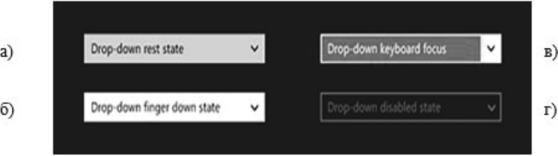 а) Drop-down rest state Drop-down keyboard focus в)
б) Drop-down finger down state Drop-down disabled state г)